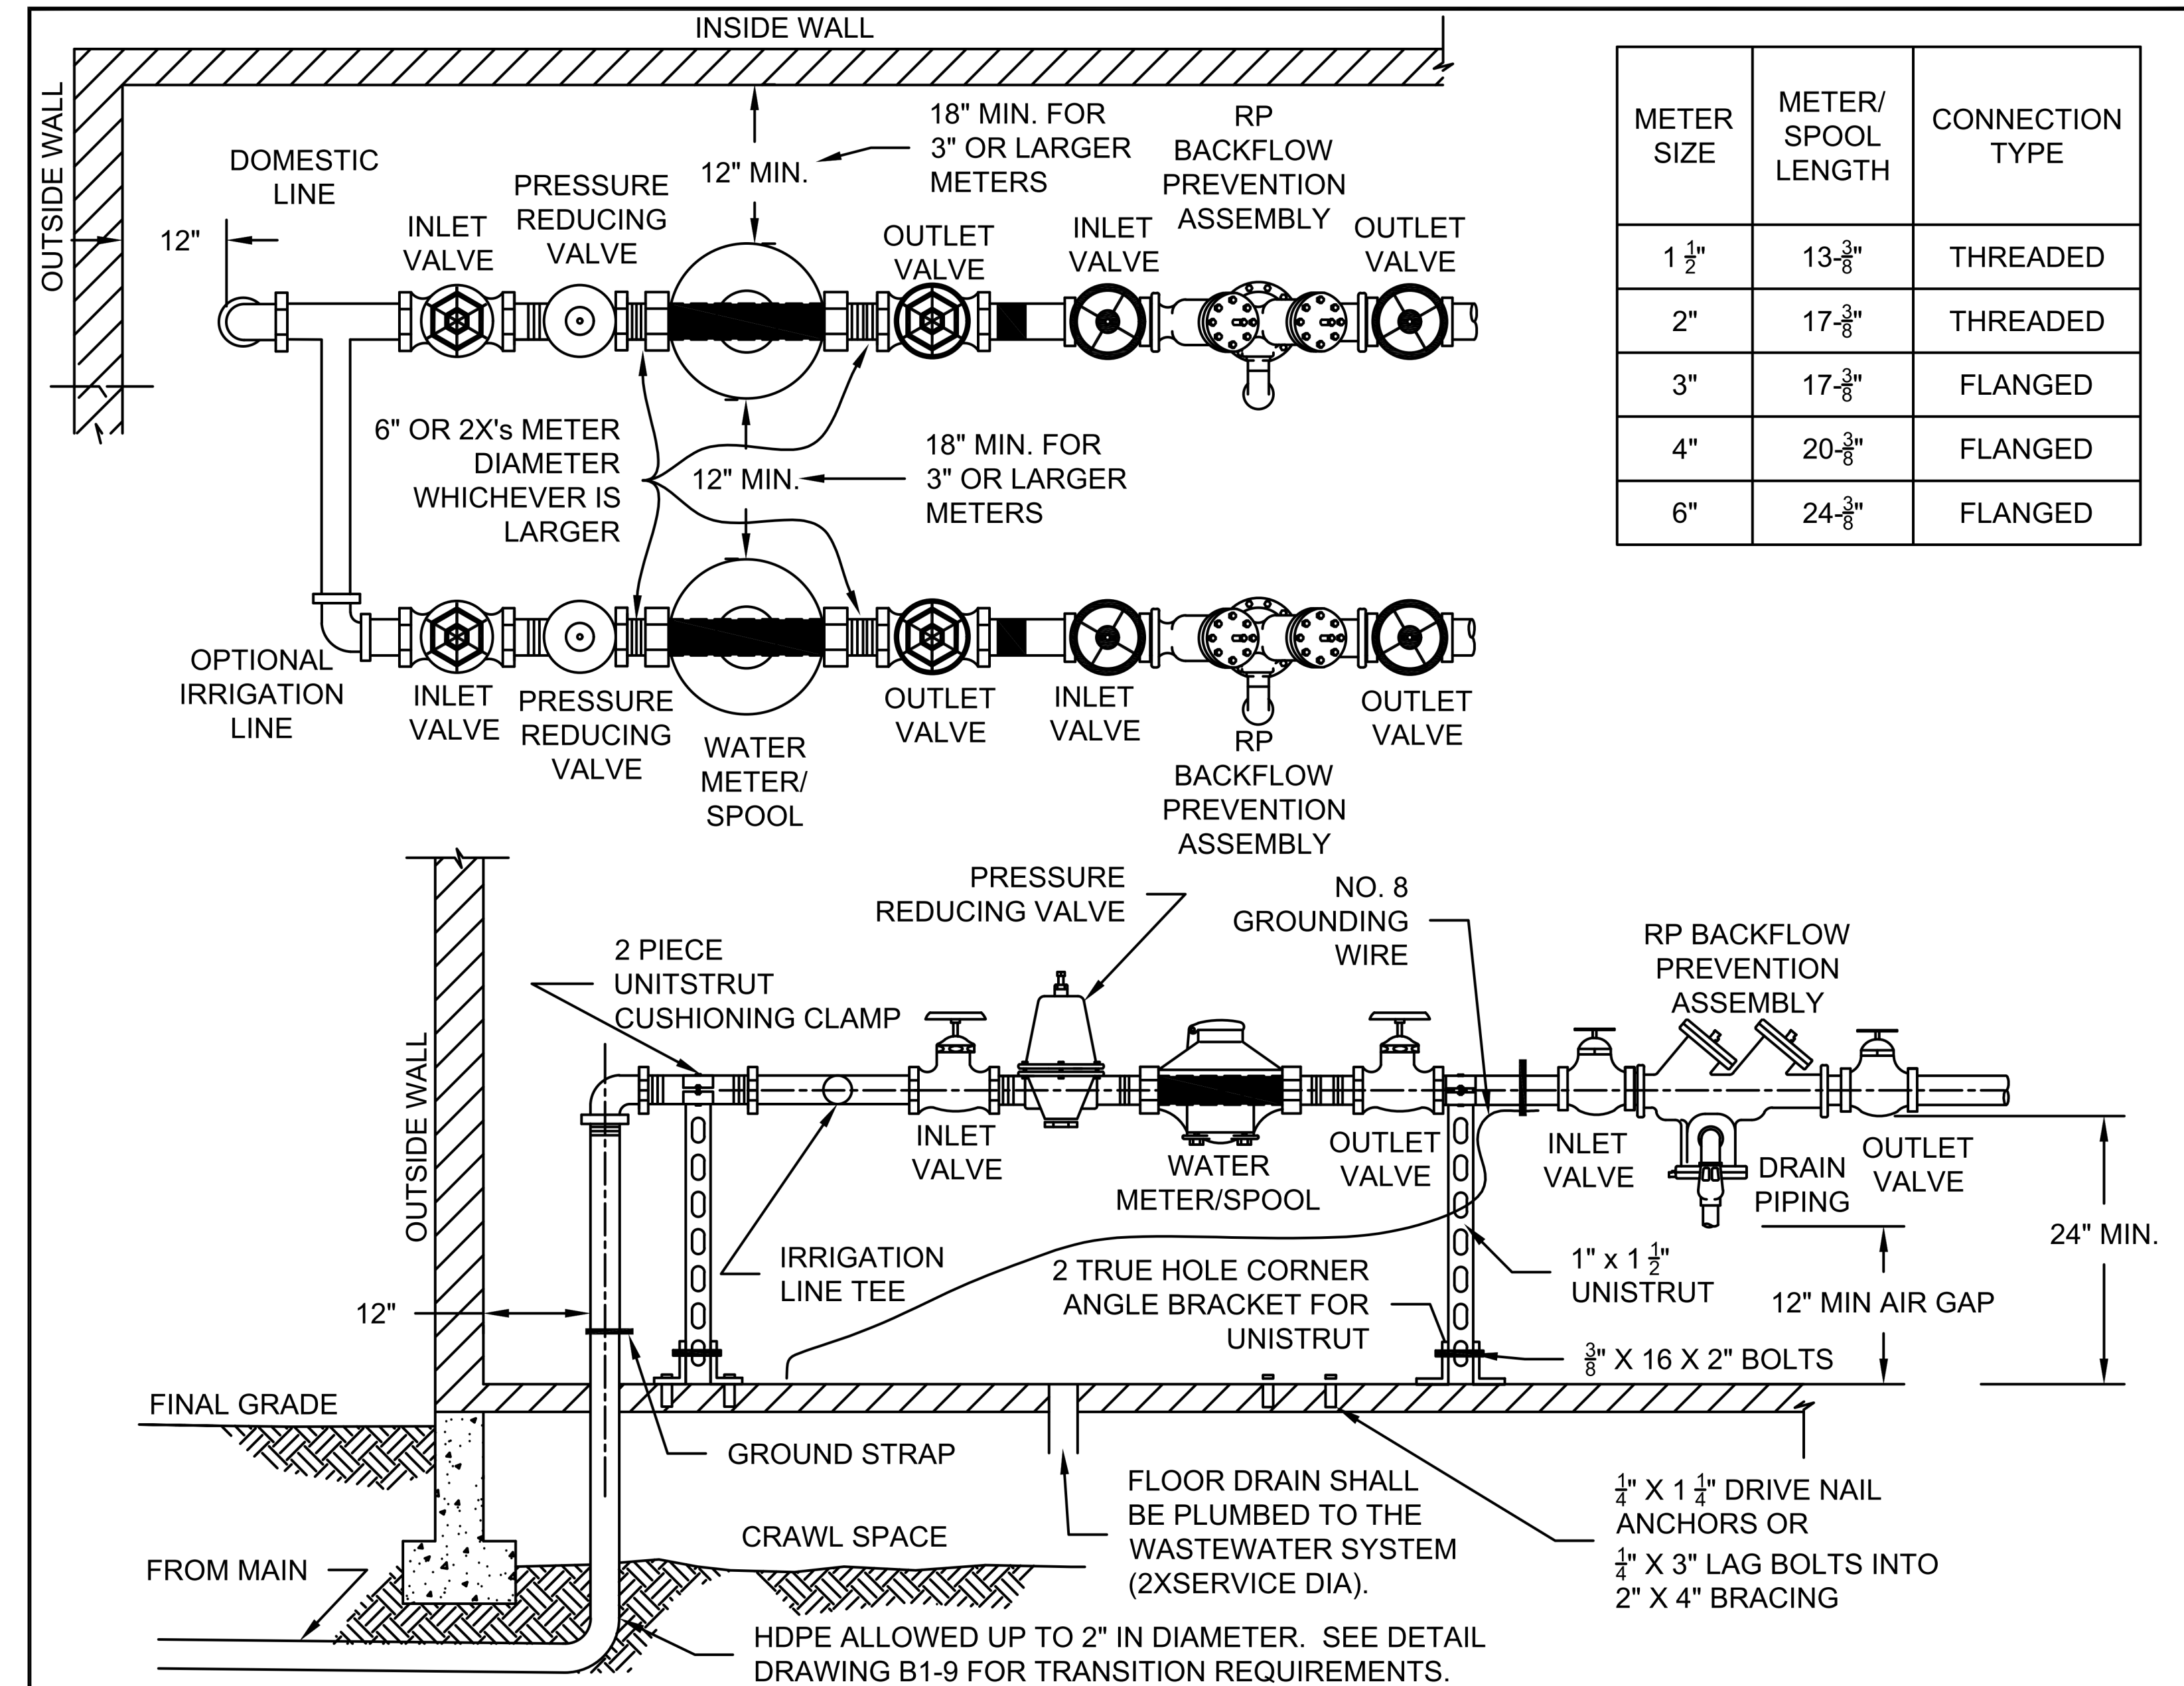 INSIDE WALL
OUTSIDE WALL
DOMESTIC
LINE
12"
INLET
VALVE
PRESSURE
REDUCING
VALVE
12" MIN.
18" MIN. FOR
3" OR LARGER
METERS
OUTLET
VALVE
INLET
VALVE
RP
BACKFLOW
PREVENTION
ASSEMBLY
OUTLET
VALVE
METER
SIZE
METER/
SPOOL
LENGTH
CONNECTION
TYPE
1 1/2" 13-3/8" THREADED
2" 17-3/8" THREADED
3" 17-3/8" FLANGED
4" 20-3/8" FLANGED
6" 24-3/8" FLANGED
6" OR 2X's METER
DIAMETER
WHICHEVER IS
LARGER
12" MIN.
18" MIN. FOR
3" OR LARGER
METERS
OPTIONAL
IRRIGATION
LINE
INLET
VALVE
PRESSURE
REDUCING
VALVE
WATER
METER/
SPOOL
OUTLET
VALVE
INLET
VALVE
RP
BACKFLOW
PREVENTION
ASSEMBLY
OUTLET
VALVE
PRESSURE
REDUCING VALVE
NO. 8
GROUNDING
WIRE
2 PIECE
UNITSTRUT
CUSHIONING CLAMP
RP BACKFLOW
PREVENTION
ASSEMBLY
OUTSIDE WALL
INLET
VALVE
WATER
METER/SPOOL
OUTLET
VALVE
INLET
VALVE
DRAIN
PIPING
OUTLET
VALVE
24" MIN.
IRRIGATION
LINE TEE
2 TRUE HOLE CORNER
ANGLE BRACKET FOR
UNISTRUT
1" x 1 1/2"
UNISTRUT
12" MIN AIR GAP
12"
3/8" X 16 X 2" BOLTS
FINAL GRADE
GROUND STRAP
FLOOR DRAIN SHALL
BE PLUMBED TO THE
WASTEWATER SYSTEM
(2XSERVICE DIA).
1/4" X 1 1/4" DRIVE NAIL
ANCHORS OR
1/4" X 3" LAG BOLTS INTO
2" X 4" BRACING
CRAWL SPACE
FROM MAIN
HDPE ALLOWED UP TO 2" IN DIAMETER. SEE DETAIL
DRAWING B1-9 FOR TRANSITION REQUIREMENTS.